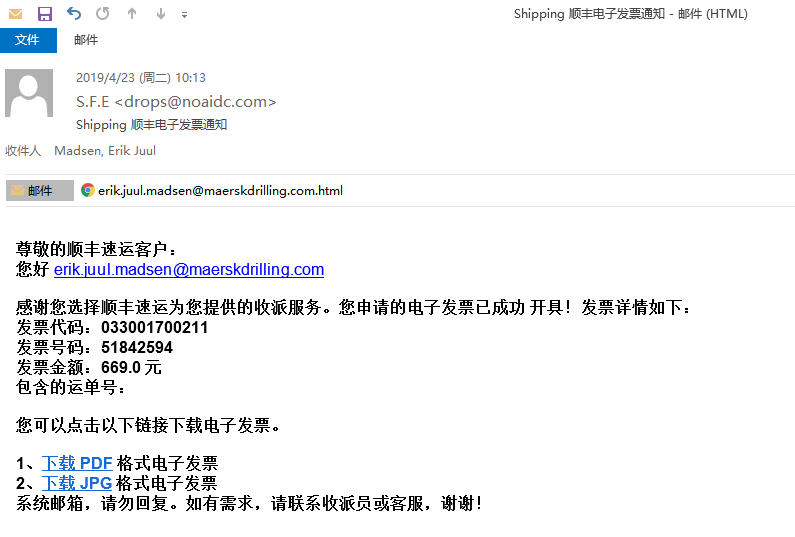 Shipping 顺丰电子发票通知 - 邮件 (HTML)
文件 邮件
2019/4/23 (周二) 10:13
S.F.E <drops@noaidc.com>
Shipping 顺丰电子发票通知
收件人 Madsen, Erik Juul
邮件 erik.juul.madsen@maerskdrilling.com.html
尊敬的顺丰速运客户：
您好 erik.juul.madsen@maerskdrilling.com
感谢您选择顺丰速运为您提供的收派服务。您申请的电子发票已成功 开具！发票详情如下：
发票代码：033001700211
发票号码：51842594
发票金额：669.0 元
包含的运单号：
您可以点击以下链接下载电子发票。
1、下载 PDF 格式电子发票
2、下载 JPG 格式电子发票
系统邮箱，请勿回复。如有需求，请联系收派员或客服，谢谢！